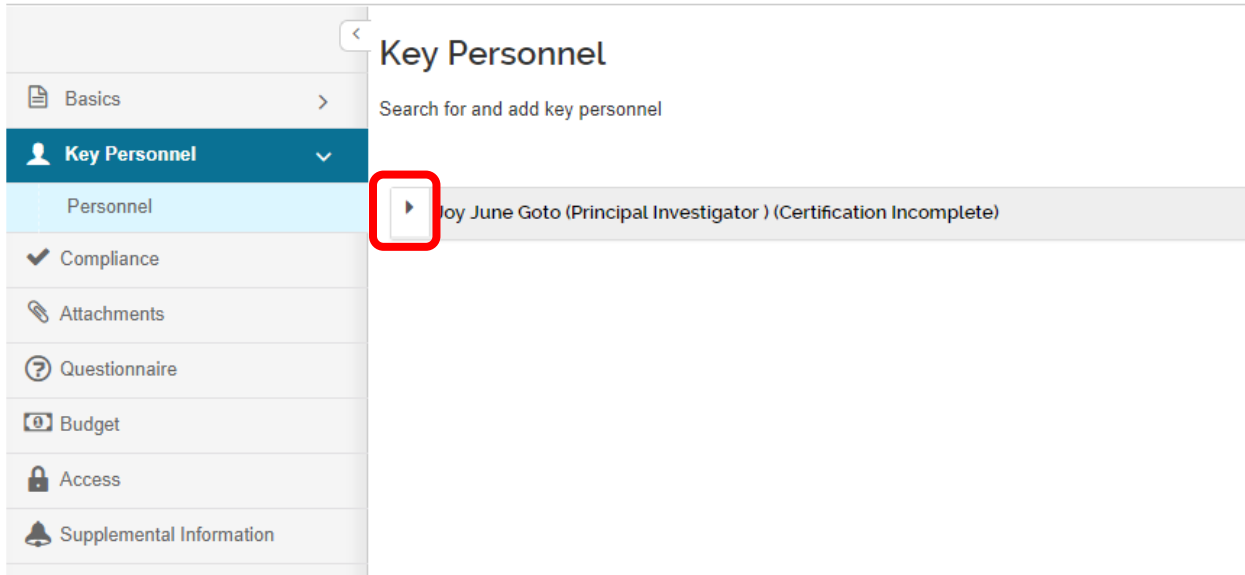 Key Personnel
Search for and add key personnel
Basics
Key Personnel
Personnel
Compliance
Attachments
Questionnaire
Budget
Access
Supplemental Information
Joy June Goto (Principal Investigator ) (Certification Incomplete)